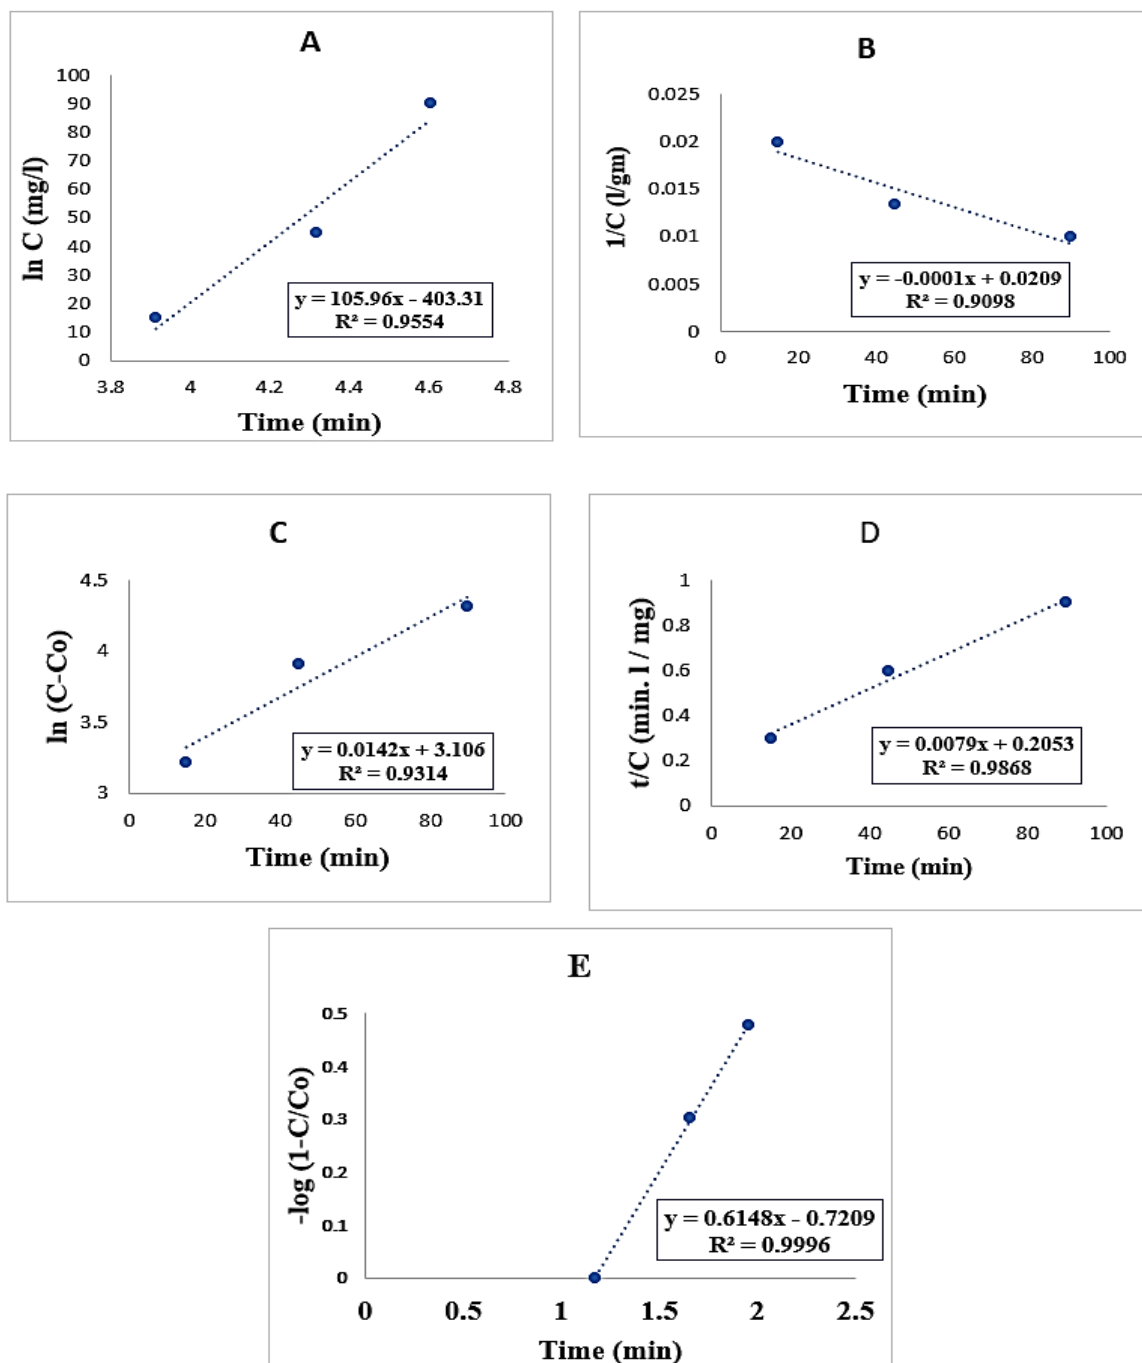 A
ln C (mg/l)
100
90
80
70
60
50
40
30
20
10
0
y = 105.96x - 403.31
R² = 0.9554
3.8 4 4.2 4.4 4.6 4.8
Time (min)
B
1/C (l/gm)
0.025
0.02
0.015
0.01
0.005
0
y = -0.0001x + 0.0209
R² = 0.9098
0 20 40 60 80 100
Time (min)
C
ln (C-Co)
4.5
4
3.5
3
y = 0.0142x + 3.106
R² = 0.9314
0 20 40 60 80 100
Time (min)
D
t/C (min. l / mg)
1
0.8
0.6
0.4
0.2
0
y = 0.0079x + 0.2053
R² = 0.9868
0 20 40 60 80 100
Time (min)
E
-log (1-C/Co)
0.5
0.4
0.3
0.2
0.1
0
y = 0.6148x - 0.7209
R² = 0.9996
0 0.5 1 1.5 2 2.5
Time (min)